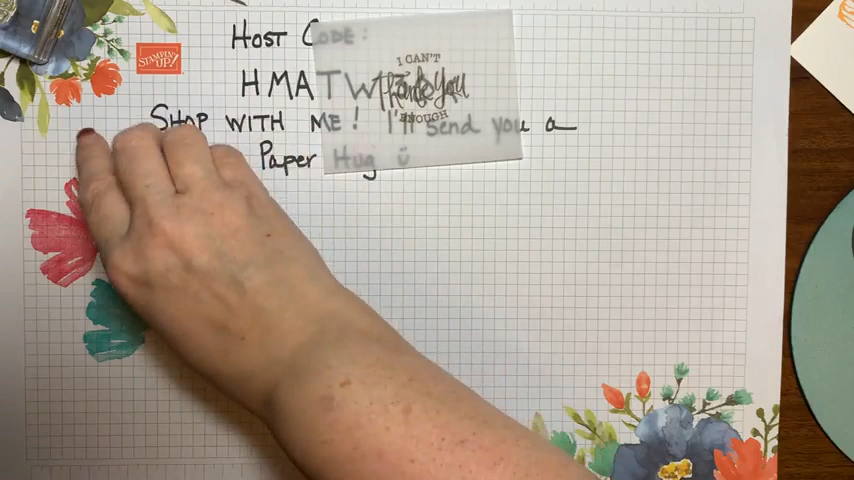 STAMPIN' UP!
HOST CODE:
HMATW
I CAN'T
thank you
ENOUGH
SHOP WITH ME! I'll send you a
Paper Hug ü